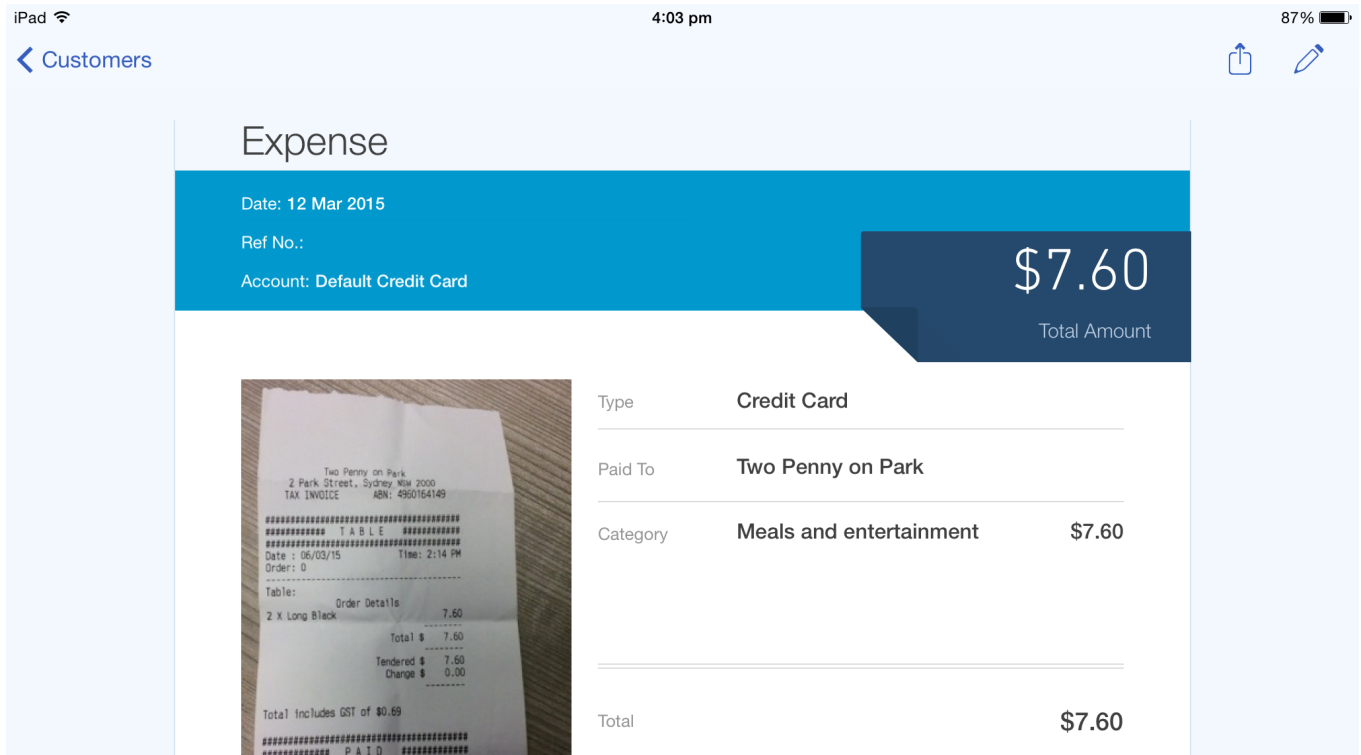 iPad 4:03 pm 87%
Customers
Expense
Date: 12 Mar 2015
Ref No.:
Account: Default Credit Card
$7.60
Total Amount
Two Penny on Park
2 Park Street, Sydney NSW 2000
TAX INVOICE ABN: 4960164149
##########################################
############ TABLE ############
##########################################
Date : 06/03/15 Time: 2:14 PM
Order: 0
Table:
Order Details
2 X Long Black 7.60
Total $ 7.60
Tendered $ 7.60
Change $ 0.00
Total includes GST of $0.69
##########################################
############ PAID ############
Type Credit Card
Paid To Two Penny on Park
Category Meals and entertainment $7.60
Total $7.60